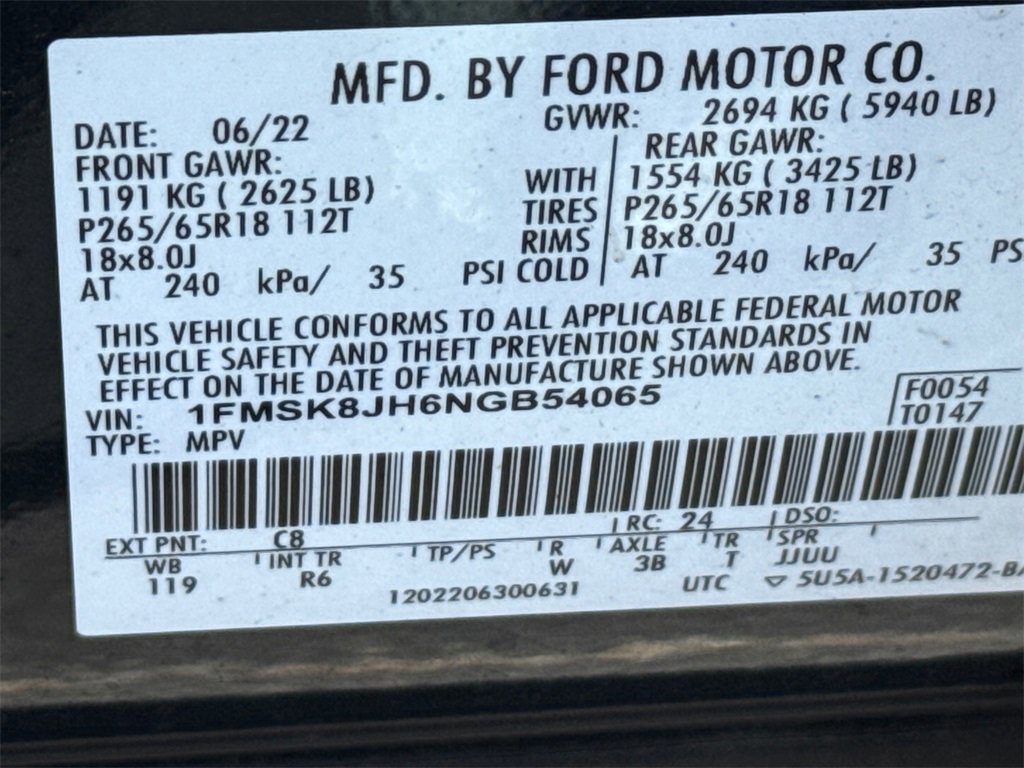 MFD. BY FORD MOTOR CO.
DATE: 06/22 GVWR: 2694 KG ( 5940 LB)
FRONT GAWR: REAR GAWR:
1191 KG ( 2625 LB) WITH 1554 KG ( 3425 LB)
P265/65R18 112T TIRES P265/65R18 112T
18x8.0J RIMS 18x8.0J
AT 240 kPa/ 35 PSI COLD AT 240 kPa/ 35 PS
THIS VEHICLE CONFORMS TO ALL APPLICABLE FEDERAL MOTOR
VEHICLE SAFETY AND THEFT PREVENTION STANDARDS IN
EFFECT ON THE DATE OF MANUFACTURE SHOWN ABOVE.
VIN: 1FMSK8JH6NGB54065 F0054
TYPE: MPV T0147
EXT PNT: C8 RC: 24 DSO:
WB INT TR TP/PS R AXLE TR SPR
119 R6 W 3B T JJUU
1202206300631 UTC ▽ 5U5A-1520472-BA